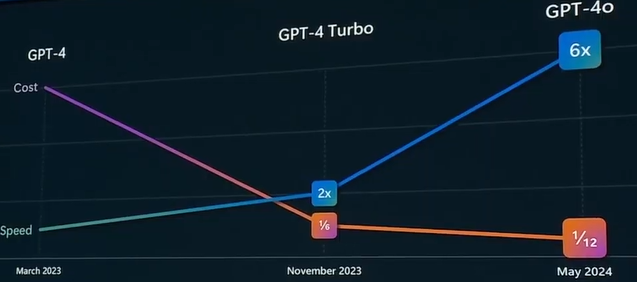 GPT-4
GPT-4 Turbo
GPT-4o
Cost
6x
2x
1/6
Speed
1/12
March 2023
November 2023
May 2024